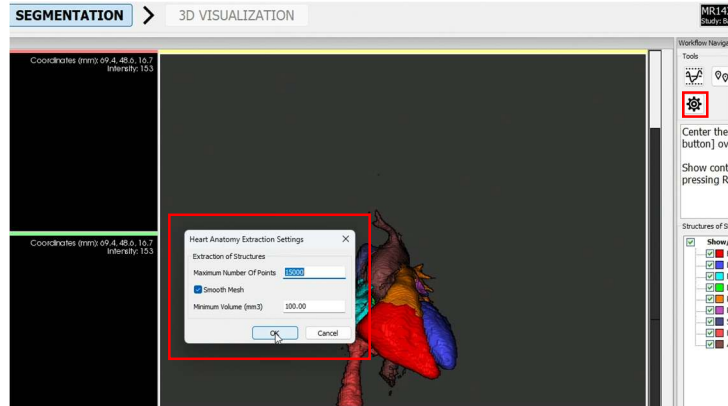 SEGMENTATION
3D VISUALIZATION
Study:
Workflow
Tools
Coordinates (mm): 69.4, 48.6, 16.7
Intensity: 153
Center the
button] ov
Show cont
pressing R
Heart Anatomy Extraction Settings
Extraction of Structures
Maximum Number Of Points 15000
Smooth Mesh
Minimum Volume (mm3) 100.00
OK Cancel
Coordinates (mm): 69.4, 48.6, 16.7
Intensity: 153
Structures of S
Show